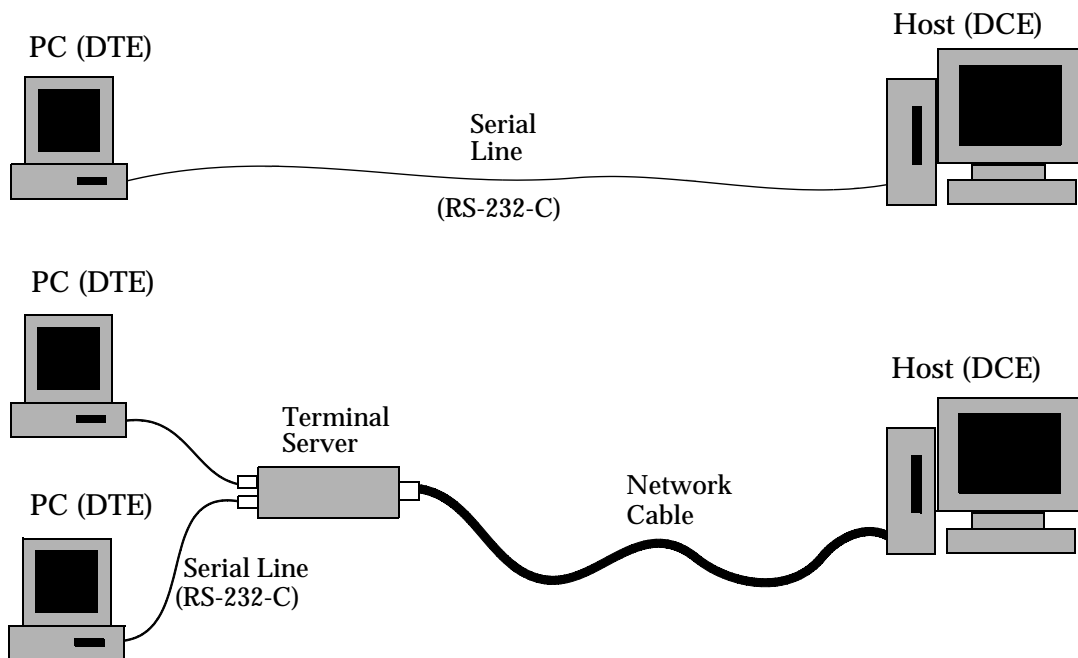 PC (DTE)
Host (DCE)
Serial
Line
(RS-232-C)
PC (DTE)
Host (DCE)
Terminal
Server
Network
Cable
PC (DTE)
Serial Line
(RS-232-C)